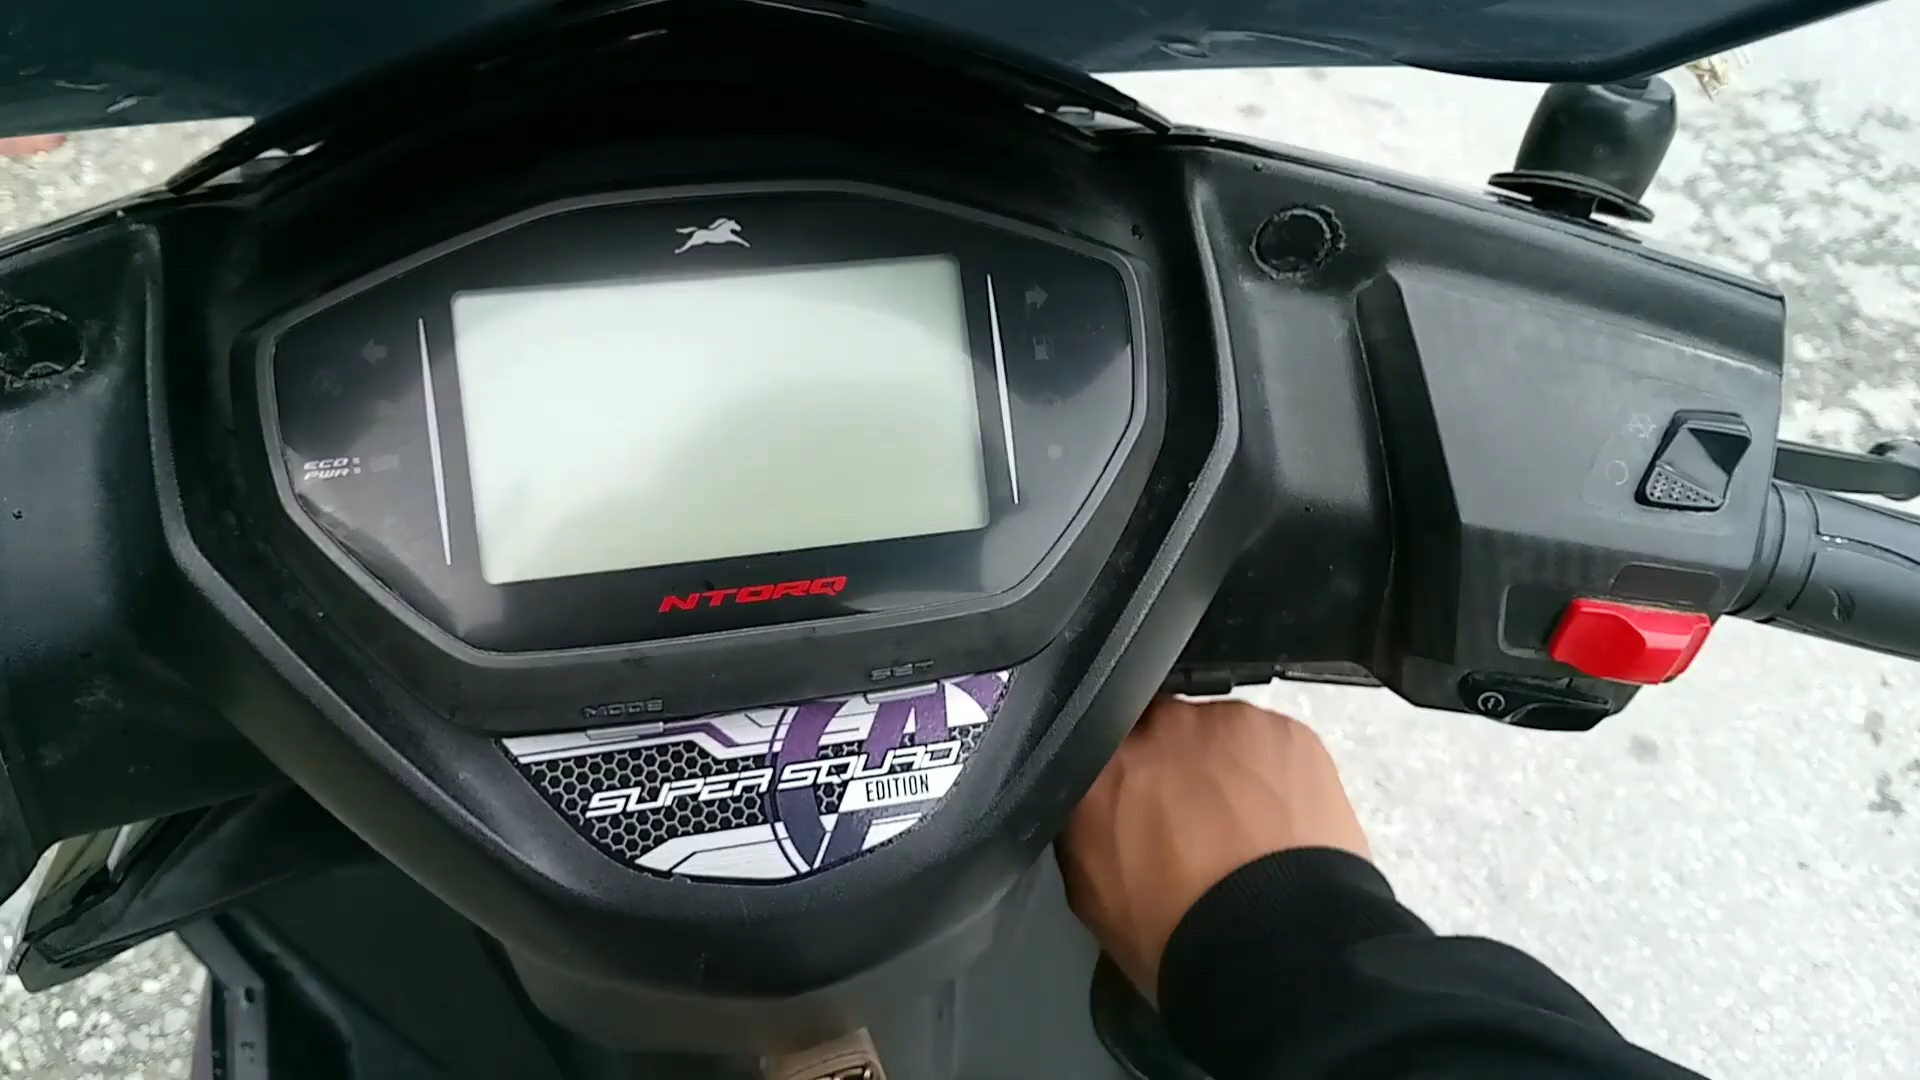 ECO
PWR
NTORQ
SET
MODE
SUPER SQUAD
EDITION